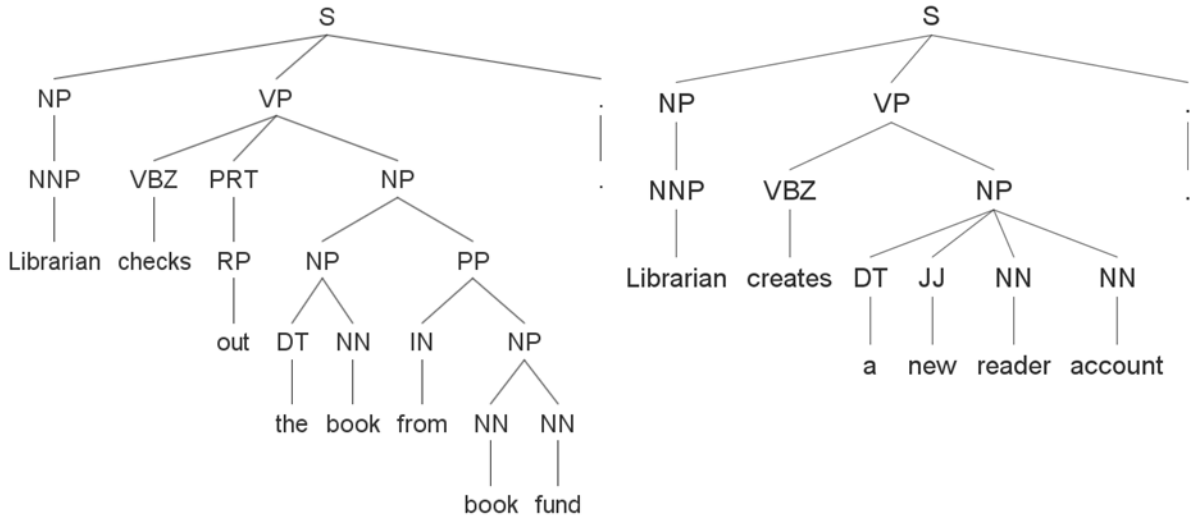 S
NP VP .
NNP VBZ PRT NP .
Librarian checks RP NP PP
out DT NN IN NP
the book from NN NN
book fund
S
NP VP .
NNP VBZ NP .
Librarian creates DT JJ NN NN
a new reader account